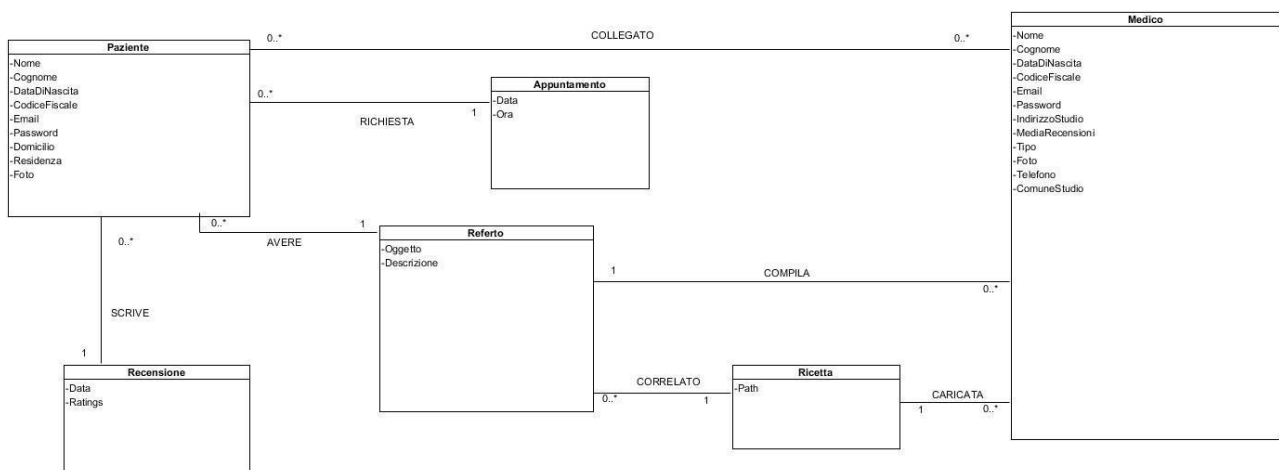 Paziente
-Nome
-Cognome
-DataDiNascita
-CodiceFiscale
-Email
-Password
-Domicilio
-Residenza
-Foto
0..*
COLLEGATO
0..*
Medico
-Nome
-Cognome
-DataDiNascita
-CodiceFiscale
-Email
-Password
-IndirizzoStudio
-MediaRecensioni
-Tipo
-Foto
-Telefono
-ComuneStudio
0..*
RICHIESTA
1
Appuntamento
-Data
-Ora
0..*
AVERE
1
Referto
-Oggetto
-Descrizione
1
COMPILA
0..*
0..*
SCRIVE
1
Recensione
-Data
-Ratings
0..*
CORRELATO
1
Ricetta
-Path
1
CARICATA
0..*